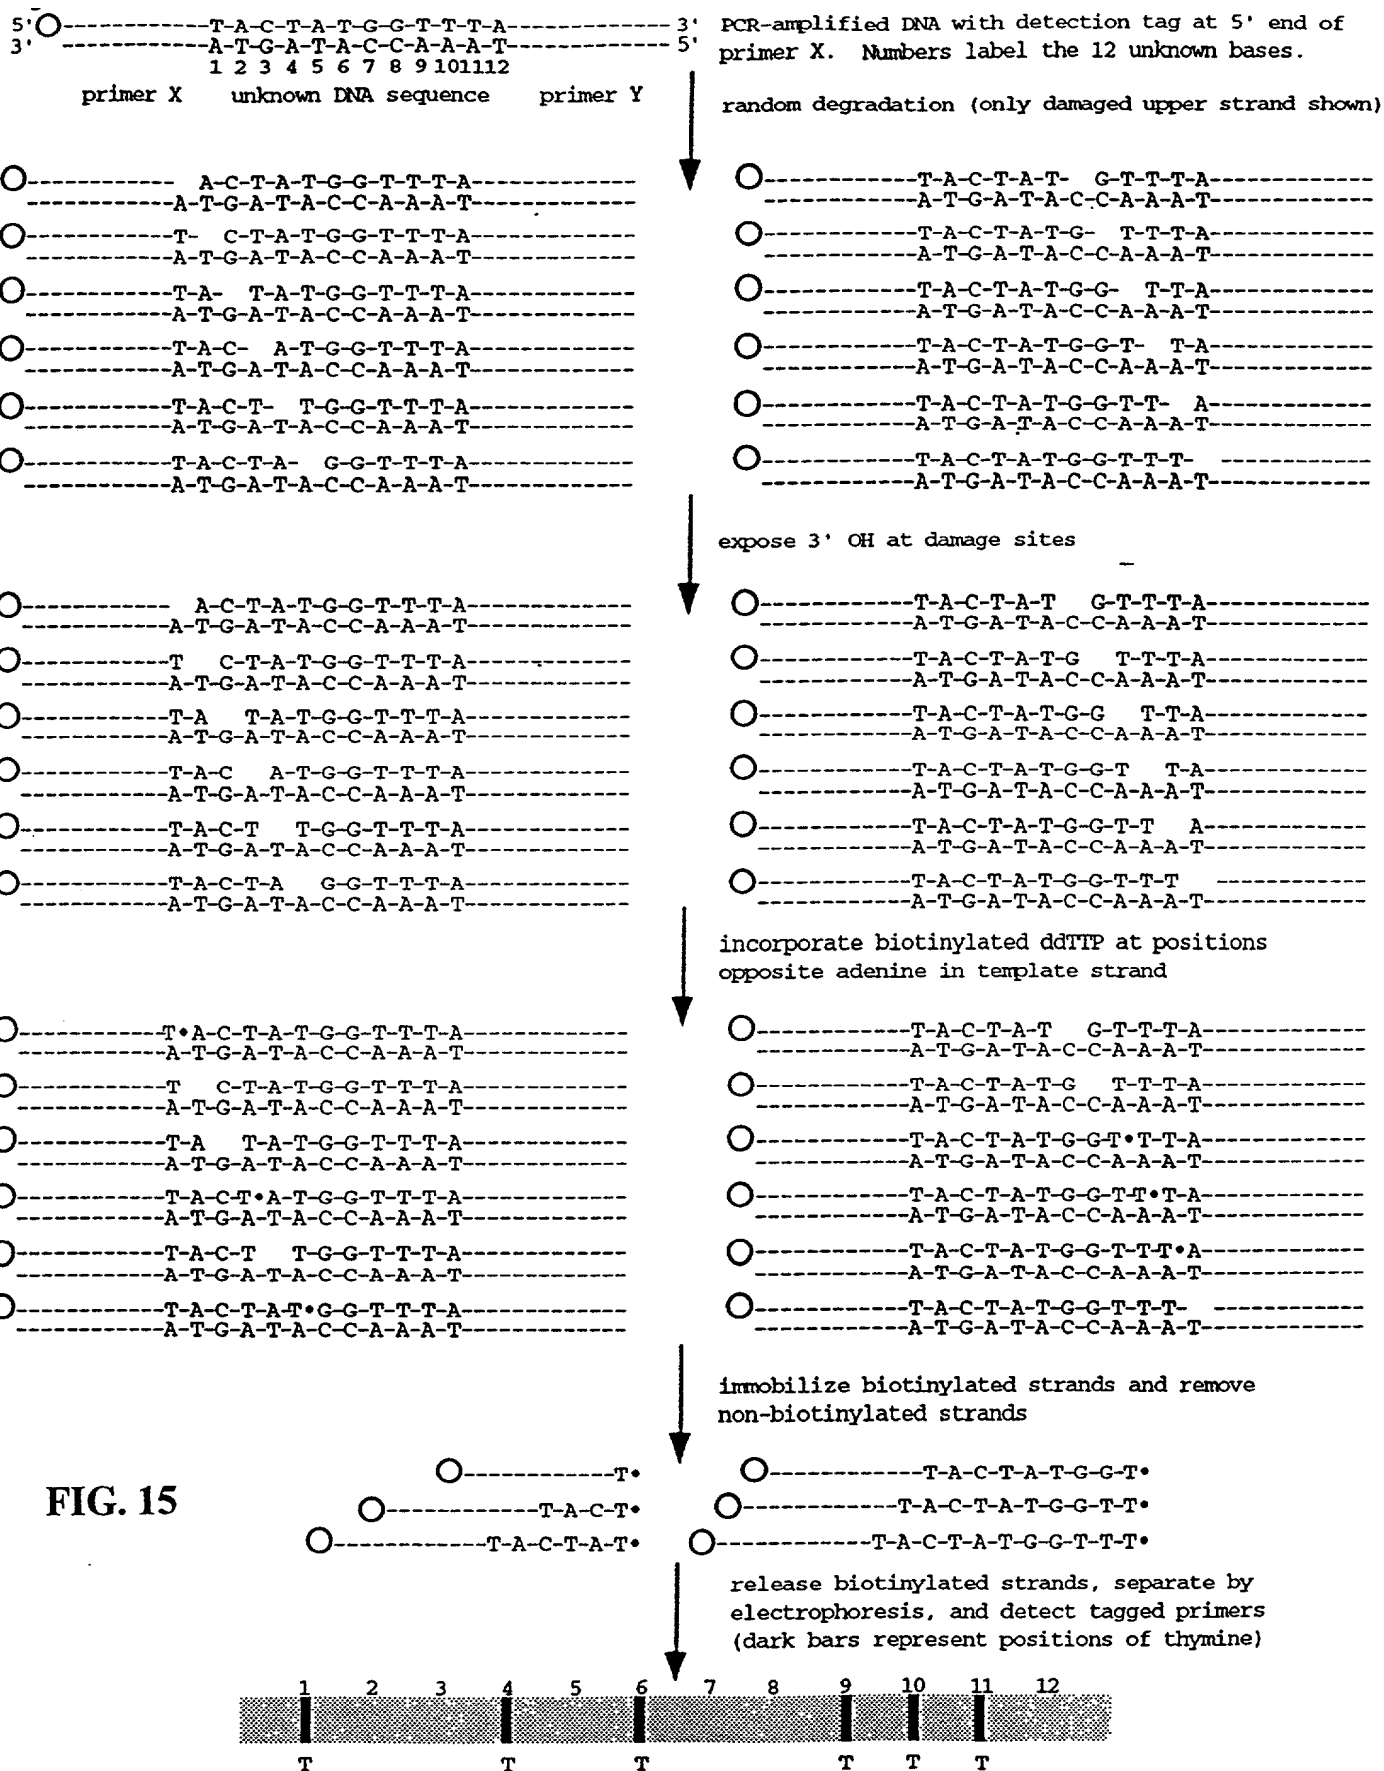 5'------------T-A-C-T-A-T-G-G-T-T-T-A------------3'
3'------------A-T-G-A-T-A-C-C-A-A-A-T------------5'
1 2 3 4 5 6 7 8 9 10 11 12
primer X unknown DNA sequence primer Y
PCR-amplified DNA with detection tag at 5' end of
primer X. Numbers label the 12 unknown bases.
random degradation (only damaged upper strand shown)
------------ A-C-T-A-T-G-G-T-T-T-A------------
------------A-T-G-A-T-A-C-C-A-A-A-T------------
------------T- C-T-A-T-G-G-T-T-T-A------------
------------A-T-G-A-T-A-C-C-A-A-A-T------------
------------T-A- T-A-T-G-G-T-T-T-A------------
------------A-T-G-A-T-A-C-C-A-A-A-T------------
------------T-A-C- A-T-G-G-T-T-T-A------------
------------A-T-G-A-T-A-C-C-A-A-A-T------------
------------T-A-C-T- T-G-G-T-T-T-A------------
------------A-T-G-A-T-A-C-C-A-A-A-T------------
------------T-A-C-T-A- G-G-T-T-T-A------------
------------A-T-G-A-T-A-C-C-A-A-A-T------------
------------T-A-C-T-A-T- G-T-T-T-A------------
------------A-T-G-A-T-A-C-C-A-A-A-T------------
------------T-A-C-T-A-T-G- T-T-T-A------------
------------A-T-G-A-T-A-C-C-A-A-A-T------------
------------T-A-C-T-A-T-G-G- T-T-A------------
------------A-T-G-A-T-A-C-C-A-A-A-T------------
------------T-A-C-T-A-T-G-G-T- T-A------------
------------A-T-G-A-T-A-C-C-A-A-A-T------------
------------T-A-C-T-A-T-G-G-T-T- A------------
------------A-T-G-A-T-A-C-C-A-A-A-T------------
------------T-A-C-T-A-T-G-G-T-T-T- ------------
------------A-T-G-A-T-A-C-C-A-A-A-T------------
expose 3' OH at damage sites
------------ A-C-T-A-T-G-G-T-T-T-A------------
------------A-T-G-A-T-A-C-C-A-A-A-T------------
------------T C-T-A-T-G-G-T-T-T-A------------
------------A-T-G-A-T-A-C-C-A-A-A-T------------
------------T-A T-A-T-G-G-T-T-T-A------------
------------A-T-G-A-T-A-C-C-A-A-A-T------------
------------T-A-C A-T-G-G-T-T-T-A------------
------------A-T-G-A-T-A-C-C-A-A-A-T------------
------------T-A-C-T T-G-G-T-T-T-A------------
------------A-T-G-A-T-A-C-C-A-A-A-T------------
------------T-A-C-T-A G-G-T-T-T-A------------
------------A-T-G-A-T-A-C-C-A-A-A-T------------
------------T-A-C-T-A-T G-T-T-T-A------------
------------A-T-G-A-T-A-C-C-A-A-A-T------------
------------T-A-C-T-A-T-G T-T-T-A------------
------------A-T-G-A-T-A-C-C-A-A-A-T------------
------------T-A-C-T-A-T-G-G T-T-A------------
------------A-T-G-A-T-A-C-C-A-A-A-T------------
------------T-A-C-T-A-T-G-G-T T-A------------
------------A-T-G-A-T-A-C-C-A-A-A-T------------
------------T-A-C-T-A-T-G-G-T-T A------------
------------A-T-G-A-T-A-C-C-A-A-A-T------------
------------T-A-C-T-A-T-G-G-T-T-T ------------
------------A-T-G-A-T-A-C-C-A-A-A-T------------
incorporate biotinylated ddTTP at positions
opposite adenine in template strand
------------T•A-C-T-A-T-G-G-T-T-T-A------------
------------A-T-G-A-T-A-C-C-A-A-A-T------------
------------T C-T-A-T-G-G-T-T-T-A------------
------------A-T-G-A-T-A-C-C-A-A-A-T------------
------------T-A T-A-T-G-G-T-T-T-A------------
------------A-T-G-A-T-A-C-C-A-A-A-T------------
------------T-A-C-T•A-T-G-G-T-T-T-A------------
------------A-T-G-A-T-A-C-C-A-A-A-T------------
------------T-A-C-T T-G-G-T-T-T-A------------
------------A-T-G-A-T-A-C-C-A-A-A-T------------
------------T-A-C-T-A-T•G-G-T-T-T-A------------
------------A-T-G-A-T-A-C-C-A-A-A-T------------
------------T-A-C-T-A-T G-T-T-T-A------------
------------A-T-G-A-T-A-C-C-A-A-A-T------------
------------T-A-C-T-A-T-G T-T-T-A------------
------------A-T-G-A-T-A-C-C-A-A-A-T------------
------------T-A-C-T-A-T-G-G-T•T-T-A------------
------------A-T-G-A-T-A-C-C-A-A-A-T------------
------------T-A-C-T-A-T-G-G-T-T•T-A------------
------------A-T-G-A-T-A-C-C-A-A-A-T------------
------------T-A-C-T-A-T-G-G-T-T-T•A------------
------------A-T-G-A-T-A-C-C-A-A-A-T------------
------------T-A-C-T-A-T-G-G-T-T-T- ------------
------------A-T-G-A-T-A-C-C-A-A-A-T------------
immobilize biotinylated strands and remove
non-biotinylated strands
FIG. 15
------------T•
------------T-A-C-T•
------------T-A-C-T-A-T•
------------T-A-C-T-A-T-G-G-T•
------------T-A-C-T-A-T-G-G-T-T•
------------T-A-C-T-A-T-G-G-T-T-T•
release biotinylated strands, separate by
electrophoresis, and detect tagged primers
(dark bars represent positions of thymine)
1 2 3 4 5 6 7 8 9 10 11 12
T T T T T T